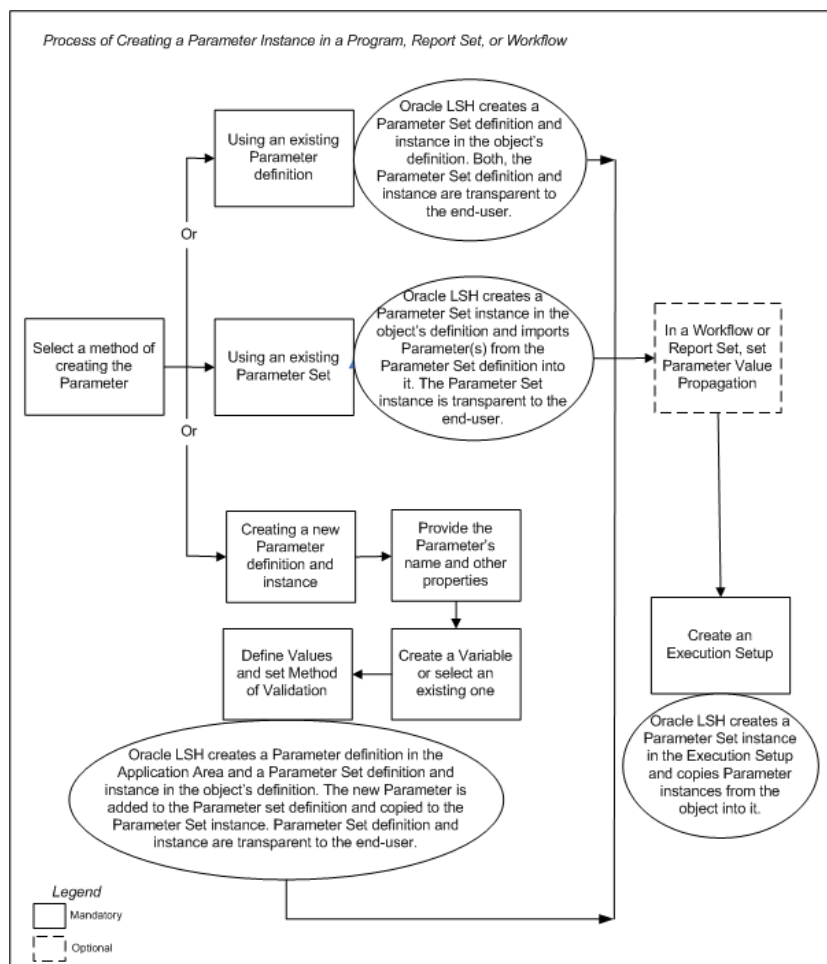 Process of Creating a Parameter Instance in a Program, Report Set, or Workflow
Using an existing
Parameter
definition
Oracle LSH creates a
Parameter Set definition and
instance in the object's
definition. Both, the
Parameter Set definition and
instance are transparent to
the end-user.
Or
Select a method of
creating the
Parameter
Using an existing
Parameter Set
Oracle LSH creates a
Parameter Set instance in the
object's definition and imports
Parameter(s) from the
Parameter Set definition into
it. The Parameter Set
instance is transparent to the
end-user.
In a Workflow or
Report Set, set
Parameter Value
Propagation
Or
Creating a new
Parameter
definition and
instance
Provide the
Parameter's
name and other
properties
Create a Variable
or select an
existing one
Define Values
and set Method
of Validation
Oracle LSH creates a Parameter definition in the
Application Area and a Parameter Set definition and
instance in the object's definition. The new Parameter is
added to the Parameter set definition and copied to the
Parameter Set instance. Parameter Set definition and
instance are transparent to the end-user.
Create an
Execution Setup
Oracle LSH creates a
Parameter Set instance
in the Execution Setup
and copies Parameter
instances from the
object into it.
Legend
Mandatory
Optional